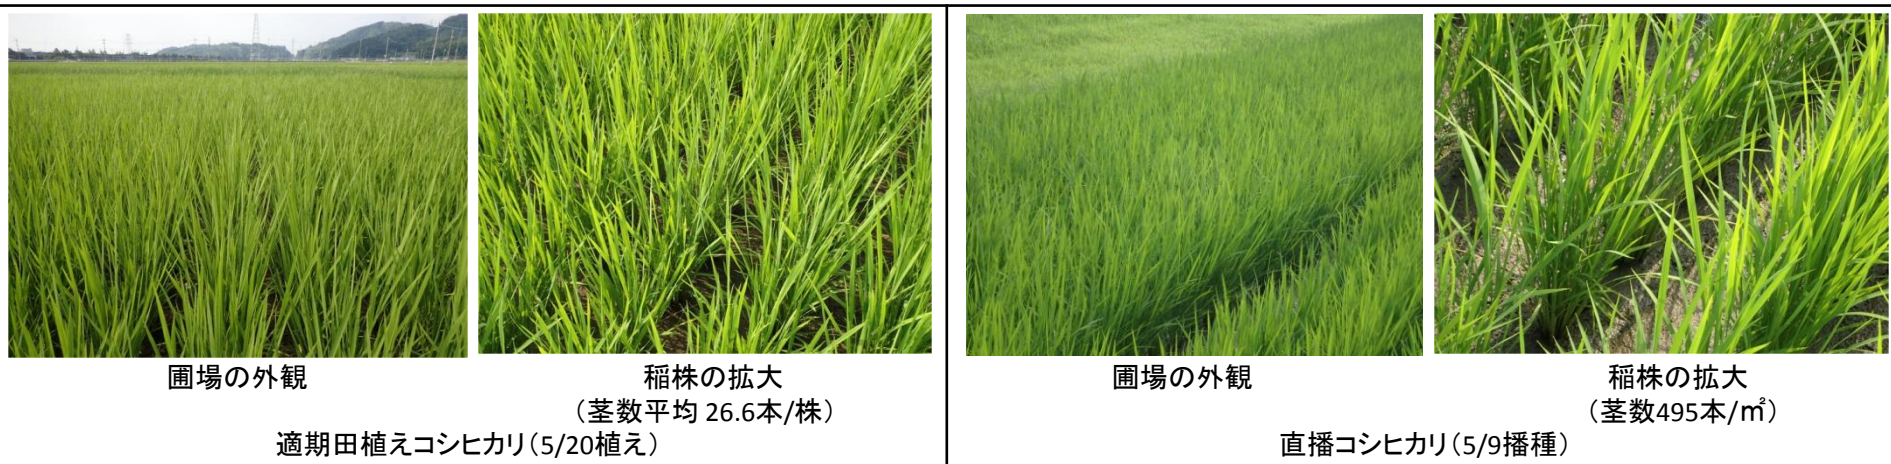 圃場の外観
稲株の拡大
（茎数平均 26.6本/株）
適期田植えコシヒカリ（5/20植え）
圃場の外観
稲株の拡大
（茎数495本/㎡）
直播コシヒカリ（5/9播種）